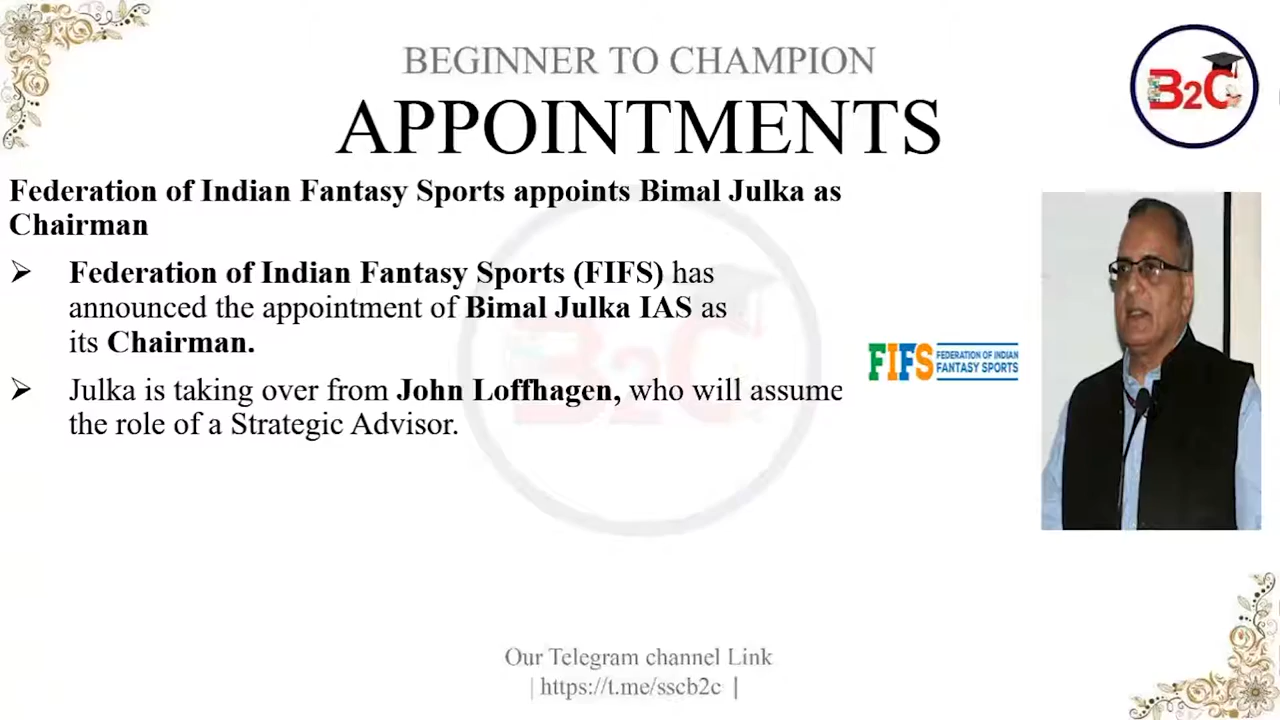 BEGINNER TO CHAMPION
B2C
APPOINTMENTS
Federation of Indian Fantasy Sports appoints Bimal Julka as
Chairman
➢ Federation of Indian Fantasy Sports (FIFS) has
announced the appointment of Bimal Julka IAS as
its Chairman.
➢ Julka is taking over from John Loffhagen, who will assume
the role of a Strategic Advisor.
B2C
FIFS FEDERATION OF INDIAN
FANTASY SPORTS
Our Telegram channel Link
| https://t.me/sscb2c |